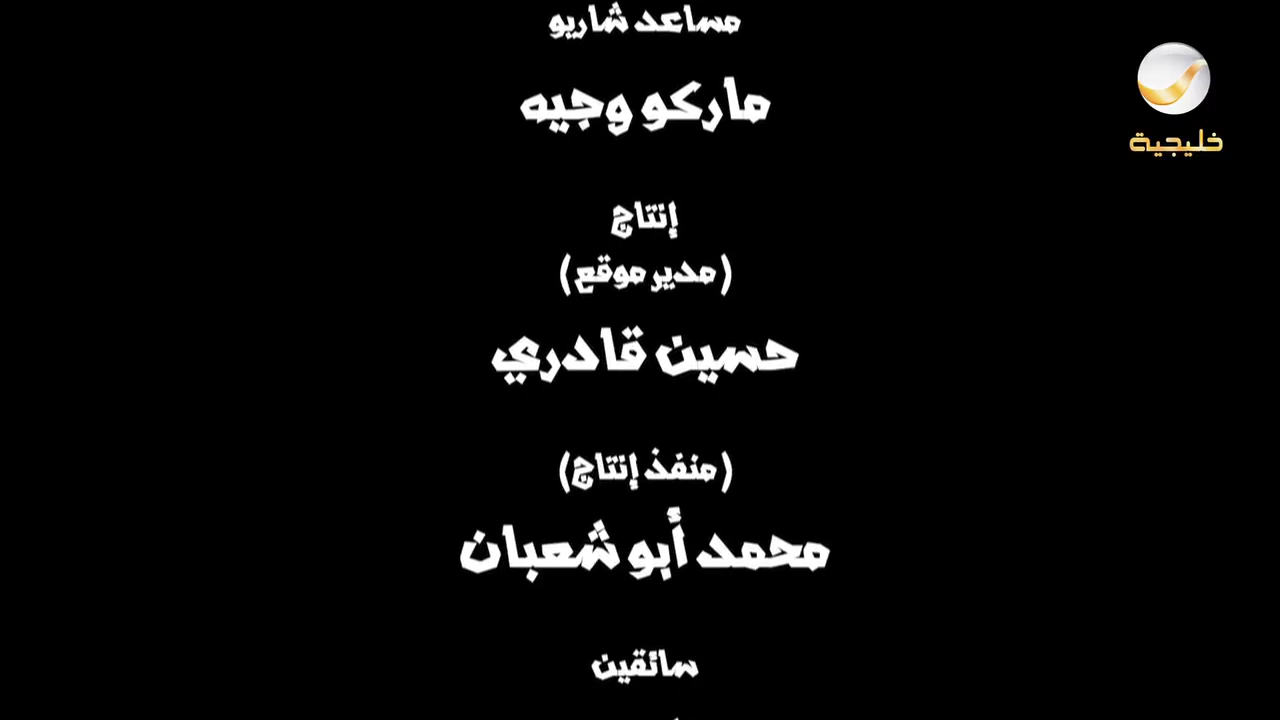 مساعد شاريو
ماركو وجيه
خليجية
إنتاج
(مدير موقع)
حسين قادري
(منفذ إنتاج)
محمد أبو شعبان
سائقين